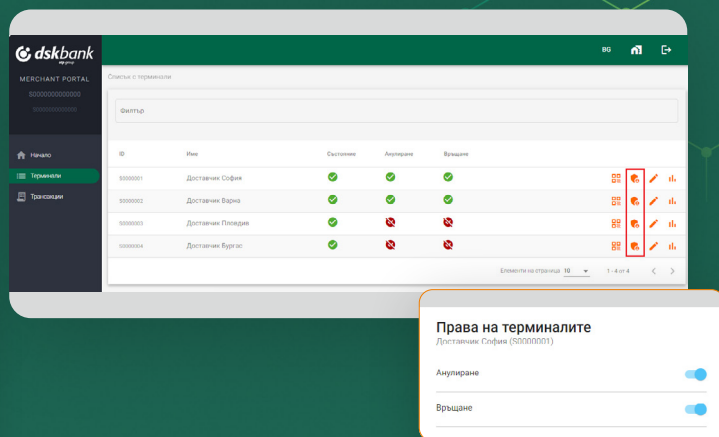 dskbank
MERCHANT PORTAL
S0000000000000
BG
Списък с терминали
Филтър
Начало
Терминали
Трансакции
ID Име Състояние Анулиране Връщане
S0000001 Доставчик София
S0000002 Доставчик Варна
S0000003 Доставчик Пловдив
S0000004 Доставчик Бургас
Елементи на страница 10 1 - 4 от 4
Права на терминалите
Доставчик София (S0000001)
Анулиране
Връщане